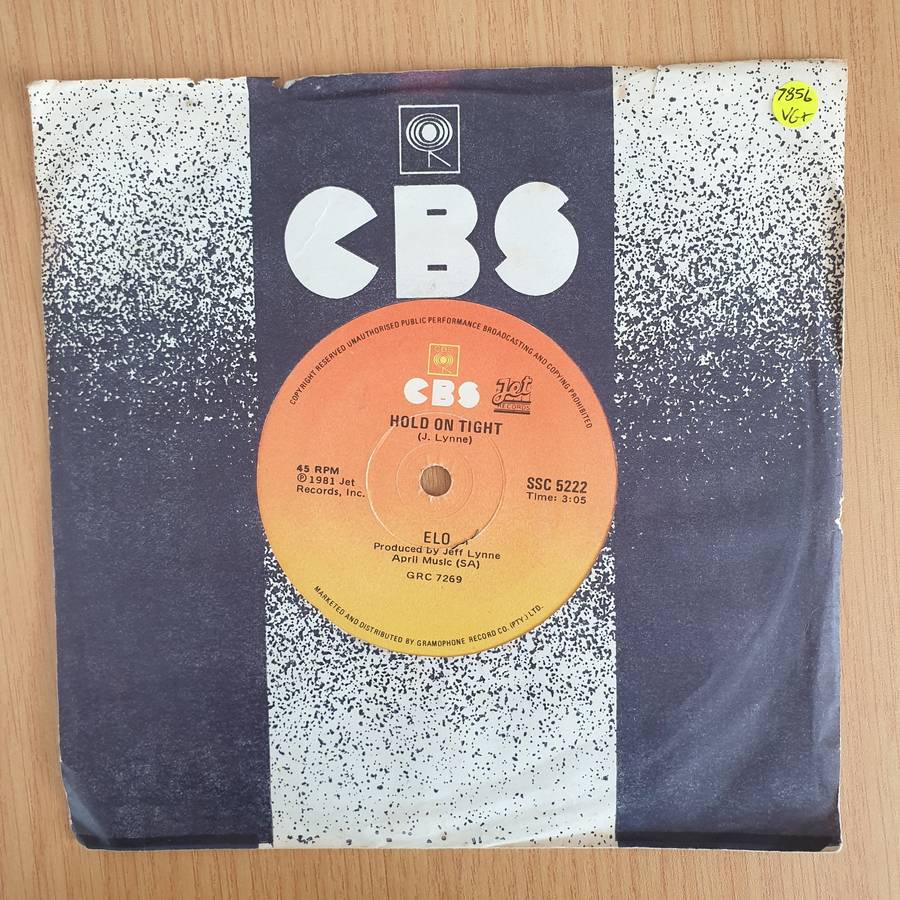 7856
VG+
CBS
COPYRIGHT RESERVED UNAUTHORISED PUBLIC PERFORMANCE BROADCASTING AND COPYING PROHIBITED
CBS
CBS
Jet
RECORDS
HOLD ON TIGHT
(J. Lynne)
45 RPM
℗ 1981 Jet
Records, Inc.
SSC 5222
Time: 3:05
ELO
Produced by Jeff Lynne
April Music (SA)
GRC 7269
MARKETED AND DISTRIBUTED BY GRAMOPHONE RECORD CO. (PTY) LTD.